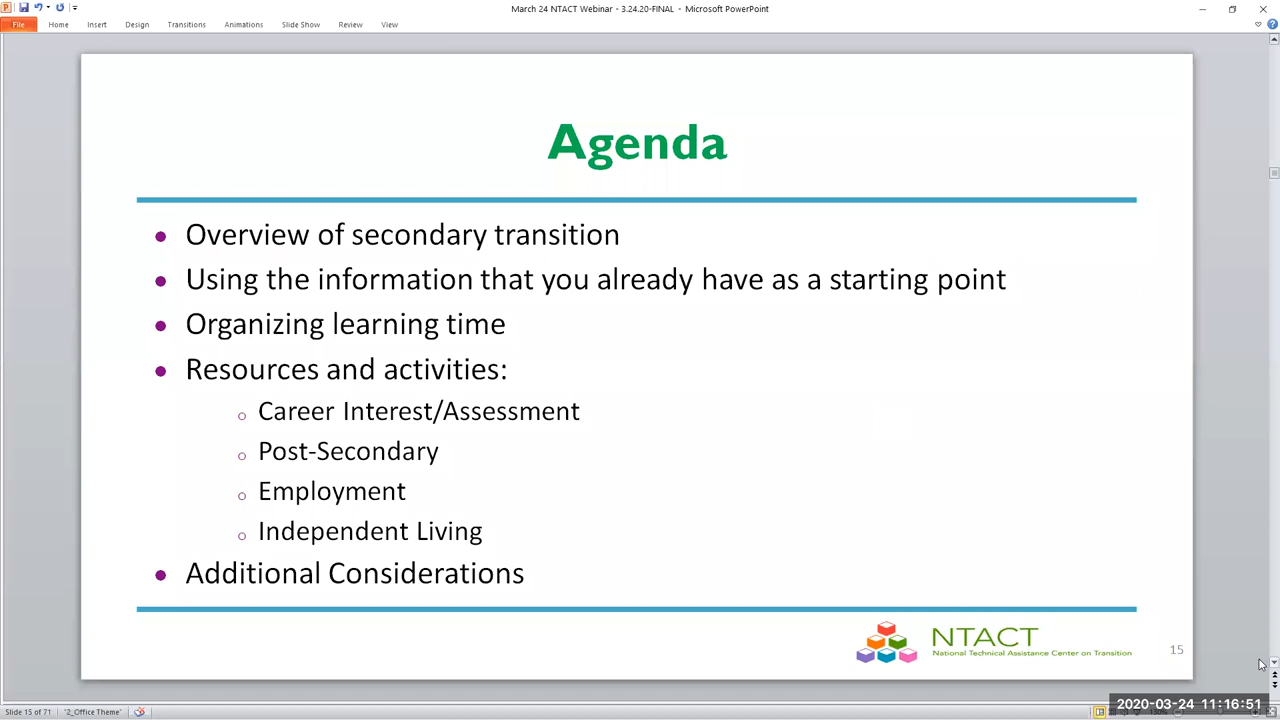 March 24 NTACT Webinar - 3.24.20-FINAL - Microsoft PowerPoint
File Home Insert Design Transitions Animations Slide Show Review View
Agenda
Overview of secondary transition
Using the information that you already have as a starting point
Organizing learning time
Resources and activities:
Career Interest/Assessment
Post-Secondary
Employment
Independent Living
Additional Considerations
NTACT
National Technical Assistance Center on Transition
15
Slide 15 of 71 "2_Office Theme"
2020-03-24 11:16:51